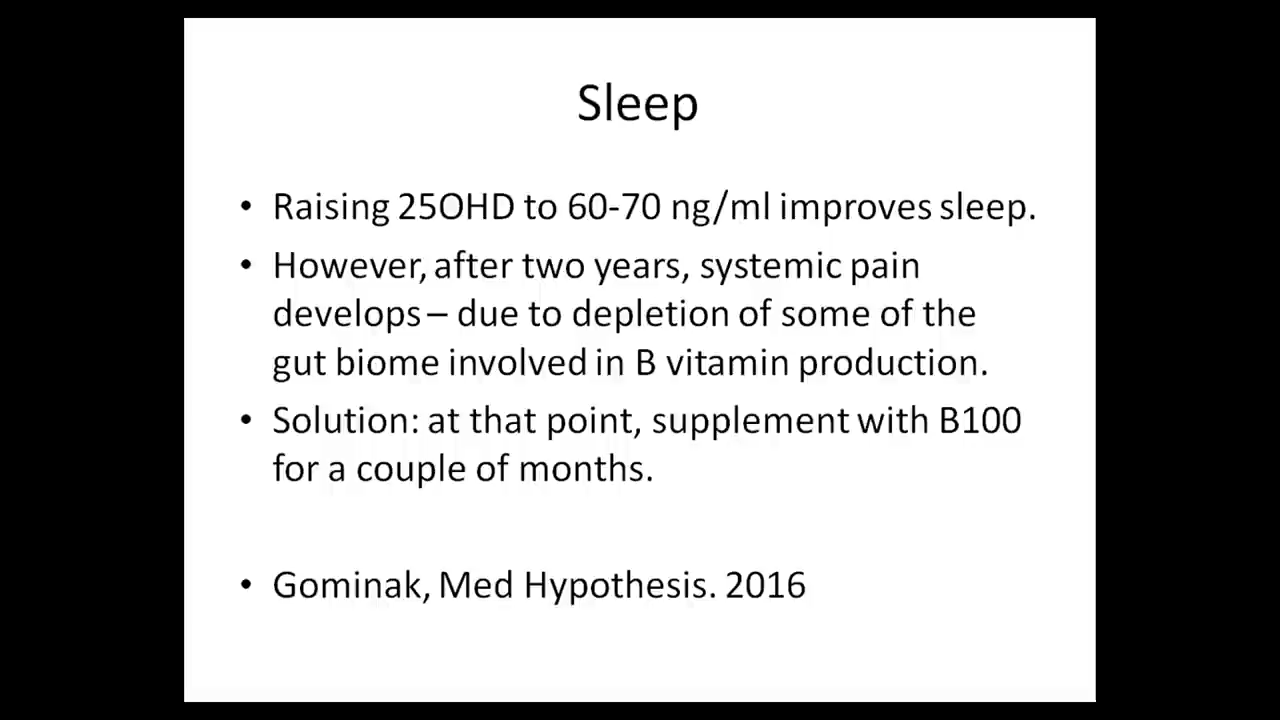 Sleep
• Raising 25OHD to 60-70 ng/ml improves sleep.
• However, after two years, systemic pain
develops – due to depletion of some of the
gut biome involved in B vitamin production.
• Solution: at that point, supplement with B100
for a couple of months.
• Gominak, Med Hypothesis. 2016